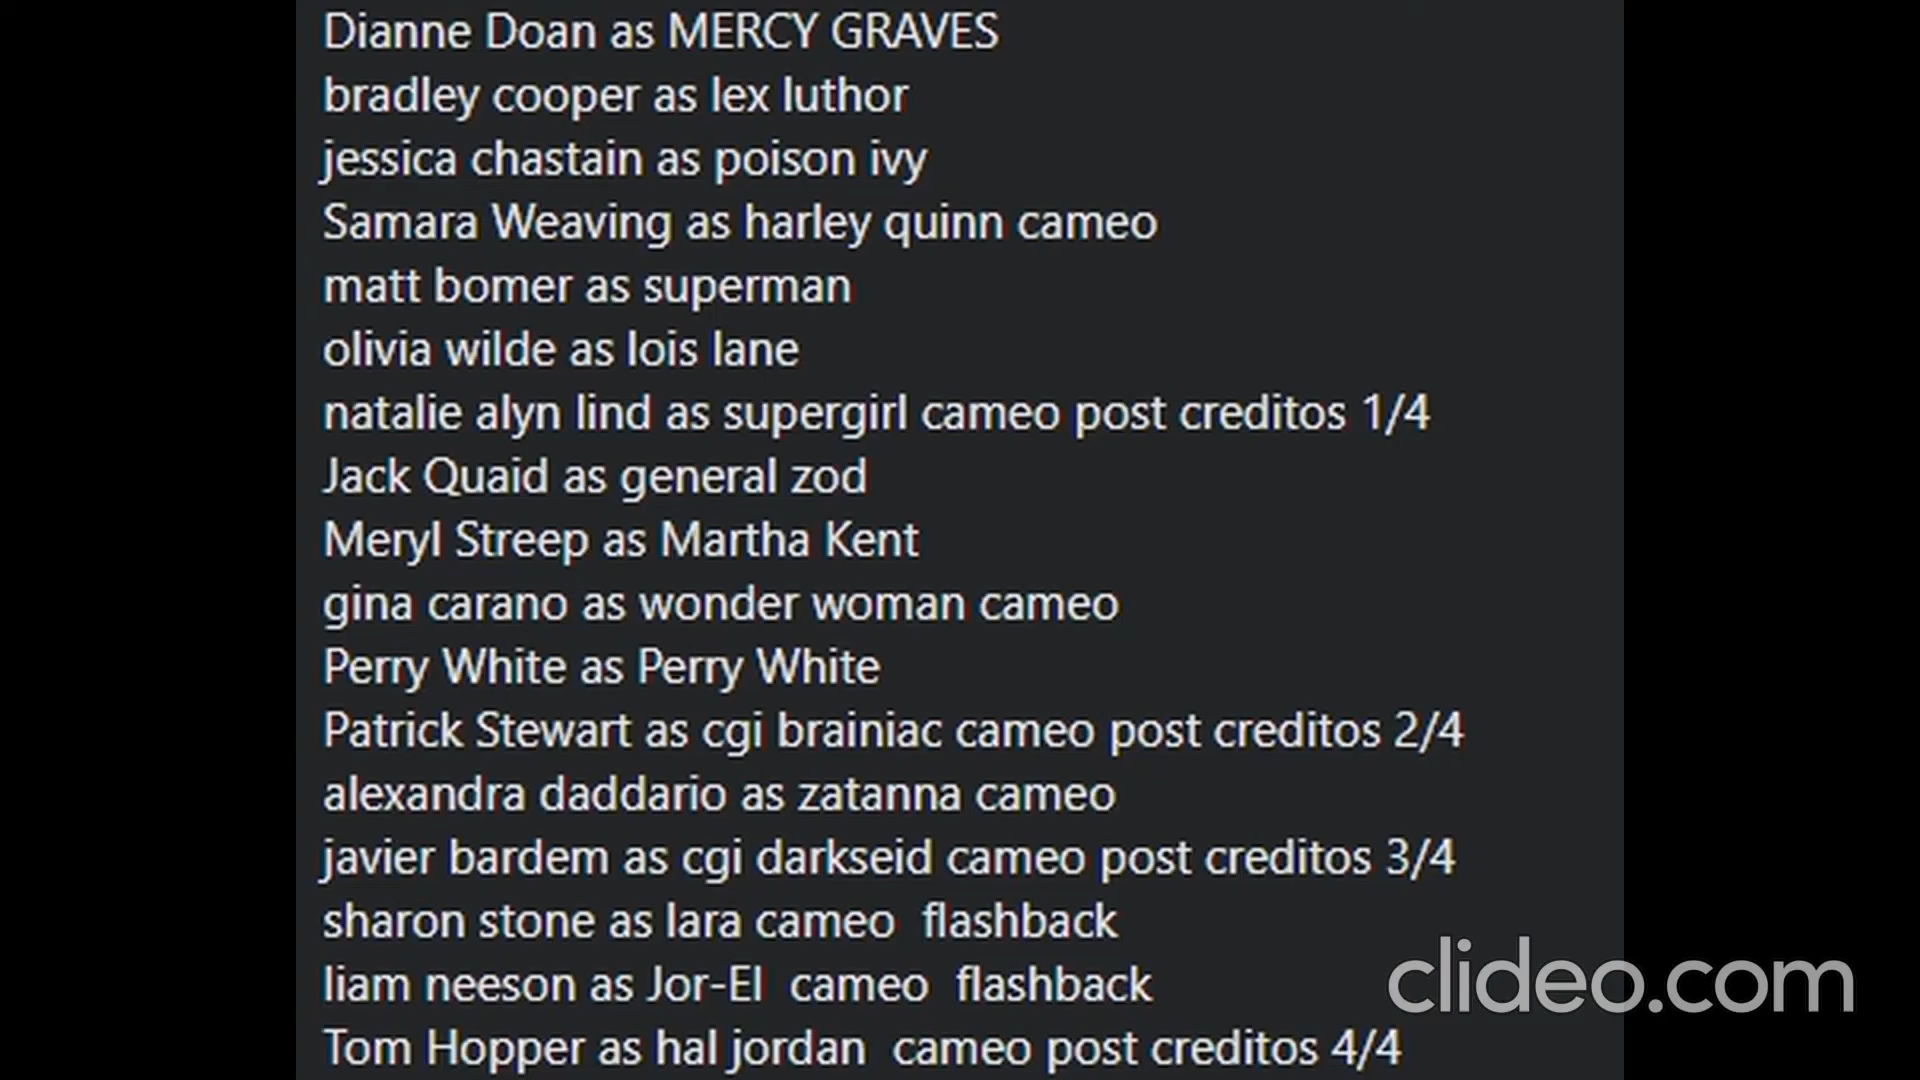 Dianne Doan as MERCY GRAVES
bradley cooper as lex luthor
jessica chastain as poison ivy
Samara Weaving as harley quinn cameo
matt bomer as superman
olivia wilde as lois lane
natalie alyn lind as supergirl cameo post creditos 1/4
Jack Quaid as general zod
Meryl Streep as Martha Kent
gina carano as wonder woman cameo
Perry White as Perry White
Patrick Stewart as cgi brainiac cameo post creditos 2/4
alexandra daddario as zatanna cameo
javier bardem as cgi darkseid cameo post creditos 3/4
sharon stone as lara cameo  flashback
liam neeson as Jor-El  cameo  flashback
Tom Hopper as hal jordan  cameo post creditos 4/4
clideo.com